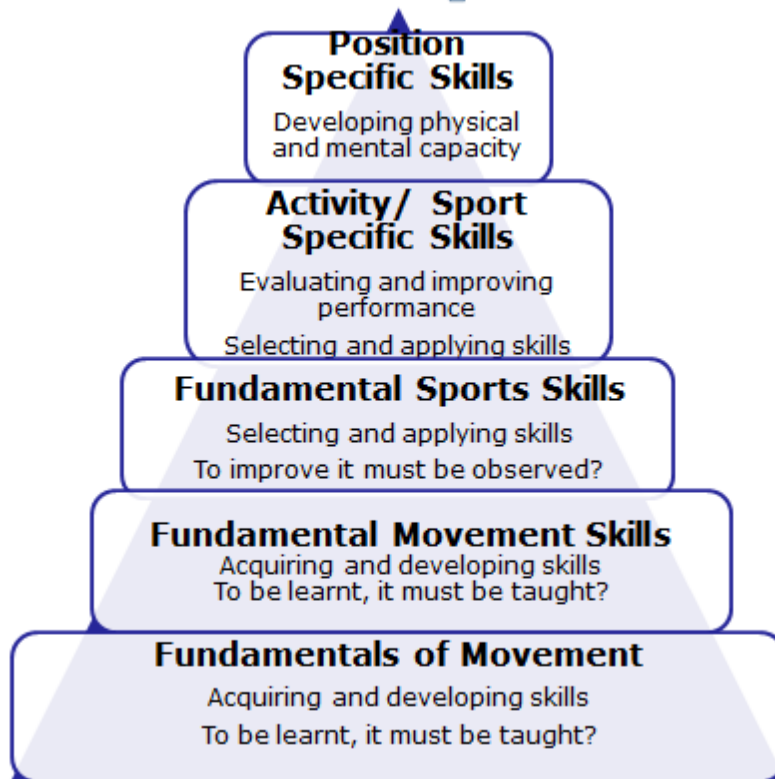 Position
Specific Skills
Developing physical
and mental capacity
Activity/ Sport
Specific Skills
Evaluating and improving
performance
Selecting and applying skills
Fundamental Sports Skills
Selecting and applying skills
To improve it must be observed?
Fundamental Movement Skills
Acquiring and developing skills
To be learnt, it must be taught?
Fundamentals of Movement
Acquiring and developing skills
To be learnt, it must be taught?